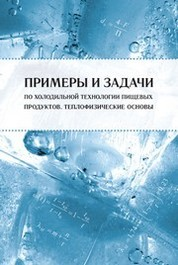 ПРИМЕРЫ И ЗАДАЧИ
ПО ХОЛОДИЛЬНОЙ ТЕХНОЛОГИИ ПИЩЕВЫХ
ПРОДУКТОВ. ТЕПЛОФИЗИЧЕСКИЕ ОСНОВЫ